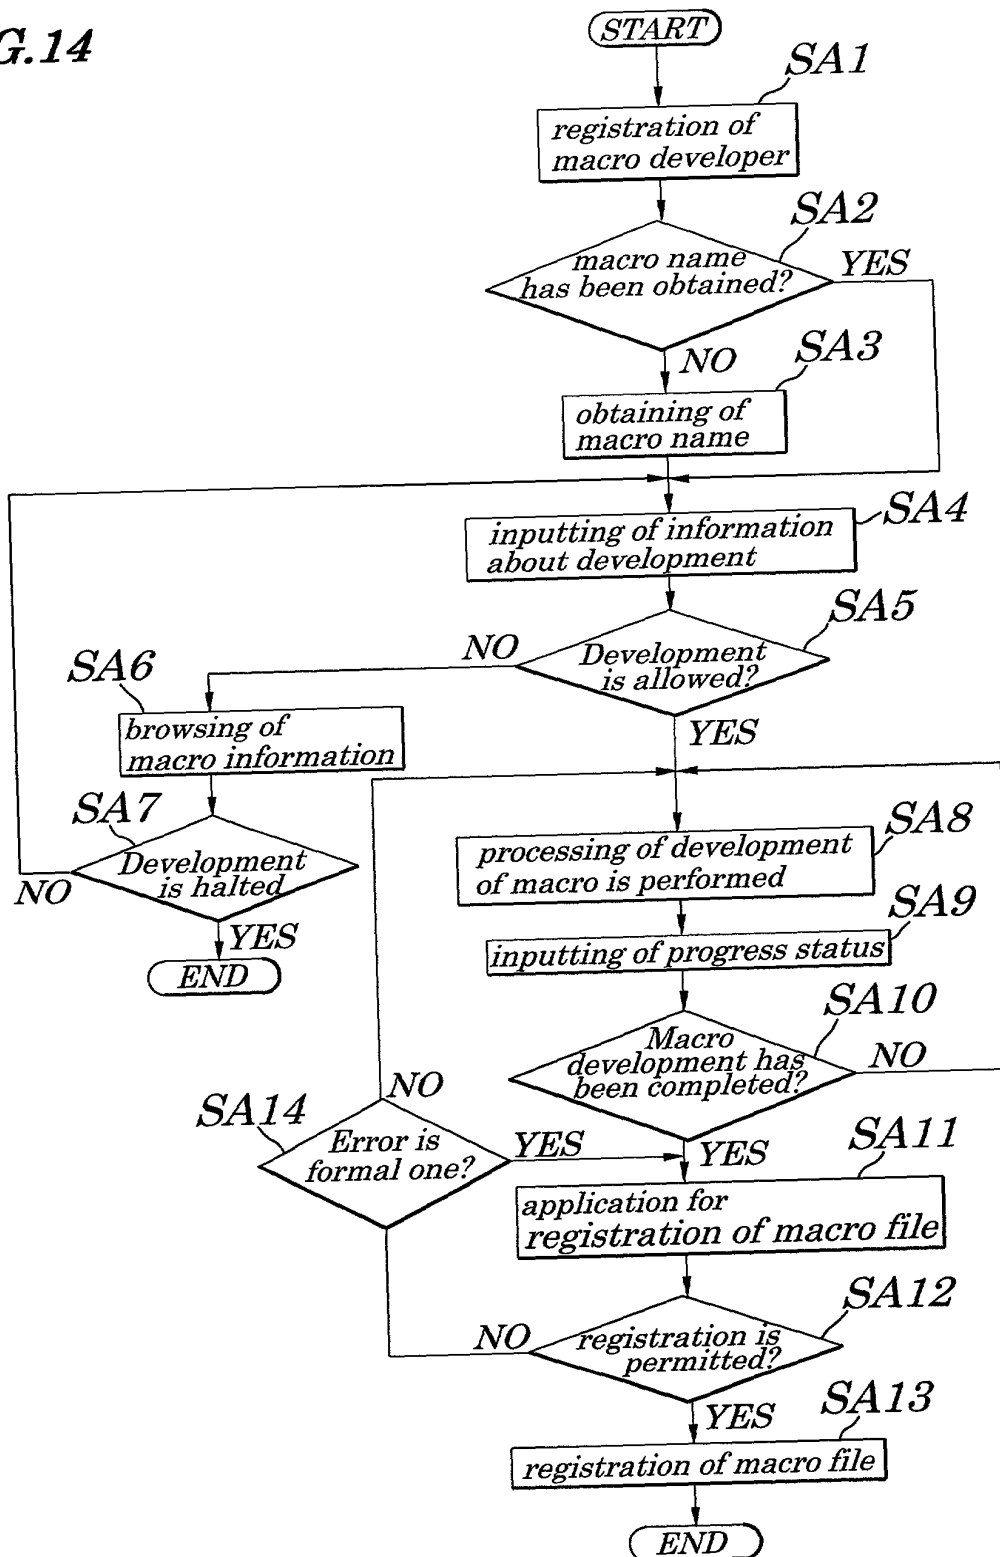 G.14
START
SA1
registration of
macro developer
SA2
macro name
has been obtained?
YES
NO
SA3
obtaining of
macro name
SA4
inputting of information
about development
SA5
Development
is allowed?
NO
YES
SA6
browsing of
macro information
SA7
Development
is halted
NO
YES
END
SA8
processing of development
of macro is performed
SA9
inputting of progress status
SA10
Macro
development has
been completed?
NO
YES
SA14
Error is
formal one?
NO
YES
SA11
application for
registration of macro file
SA12
registration is
permitted?
NO
YES
SA13
registration of macro file
END